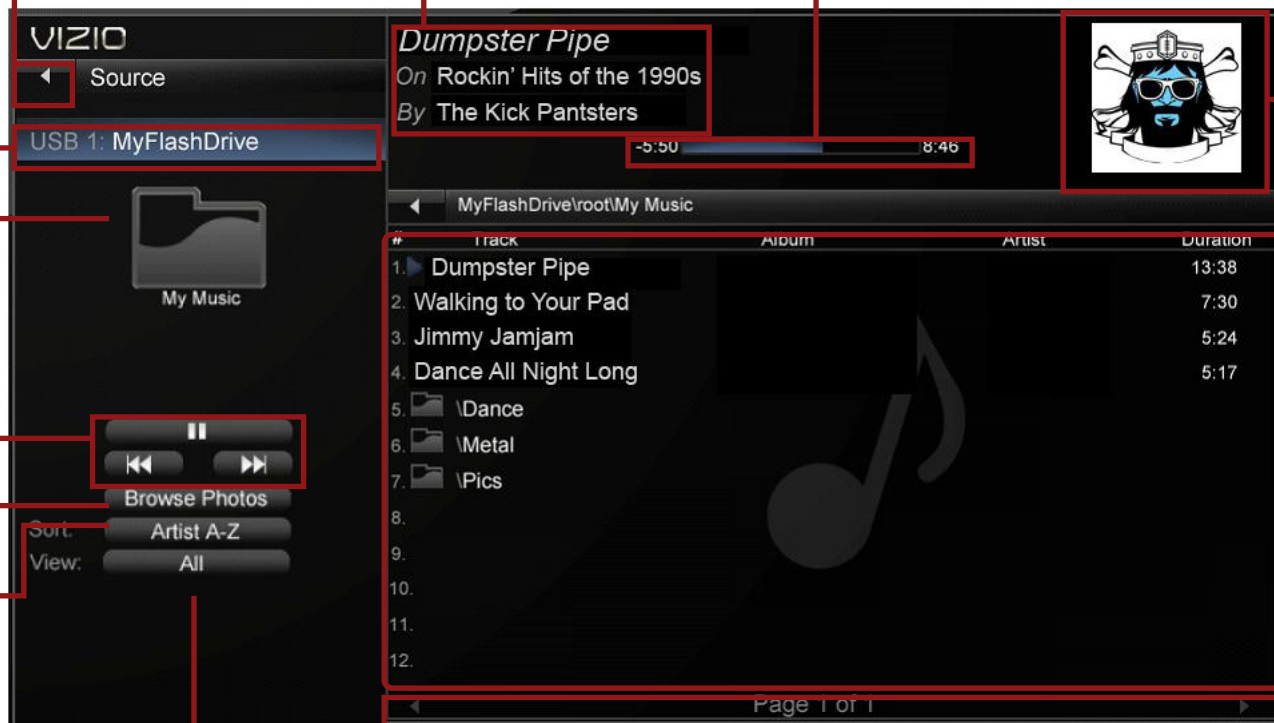 VIZIO
Source
USB 1: MyFlashDrive
My Music
Browse Photos
Sort: Artist A-Z
View: All
Dumpster Pipe
On Rockin' Hits of the 1990s
By The Kick Pantsters
-5:50 8:46
MyFlashDrive\root\My Music
# Track Album Artist Duration
1. Dumpster Pipe 13:38
2. Walking to Your Pad 7:30
3. Jimmy Jamjam 5:24
4. Dance All Night Long 5:17
5. \Dance
6. \Metal
7. \Pics
8.
9.
10.
11.
12.
Page 1 of 1